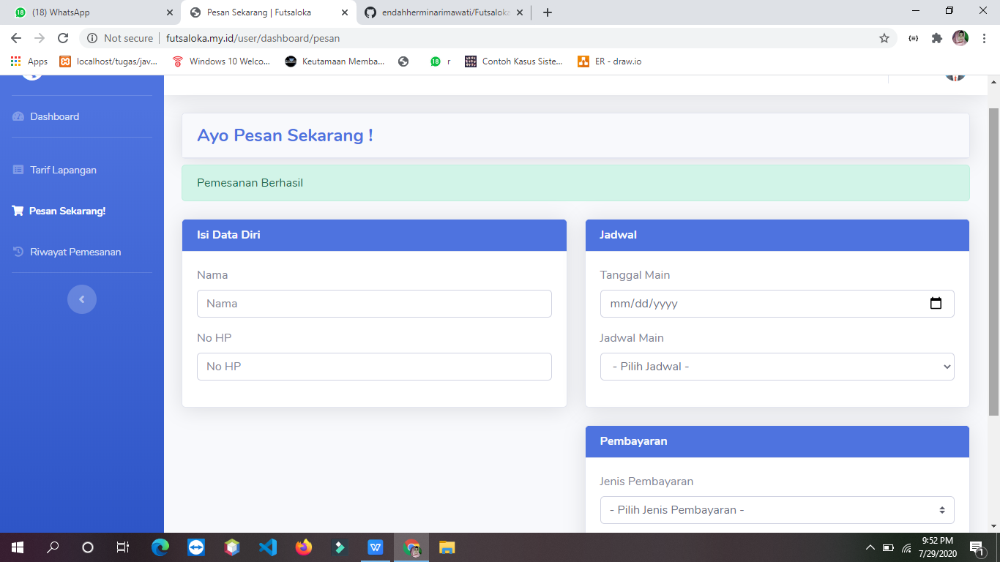 (18) WhatsApp
Pesan Sekarang | Futsaloka
endahherminarimawati/Futsaloka
Not secure
futsaloka.my.id/user/dashboard/pesan
Apps
localhost/tugas/jav...
Windows 10 Welco...
Keutamaan Memba...
r
Contoh Kasus Siste...
ER - draw.io
Dashboard
Tarif Lapangan
Pesan Sekarang!
Riwayat Pemesanan
Ayo Pesan Sekarang !
Pemesanan Berhasil
Isi Data Diri
Nama
Nama
No HP
No HP
Jadwal
Tanggal Main
mm/dd/yyyy
Jadwal Main
- Pilih Jadwal -
Pembayaran
Jenis Pembayaran
- Pilih Jenis Pembayaran -
9:52 PM
7/29/2020
1